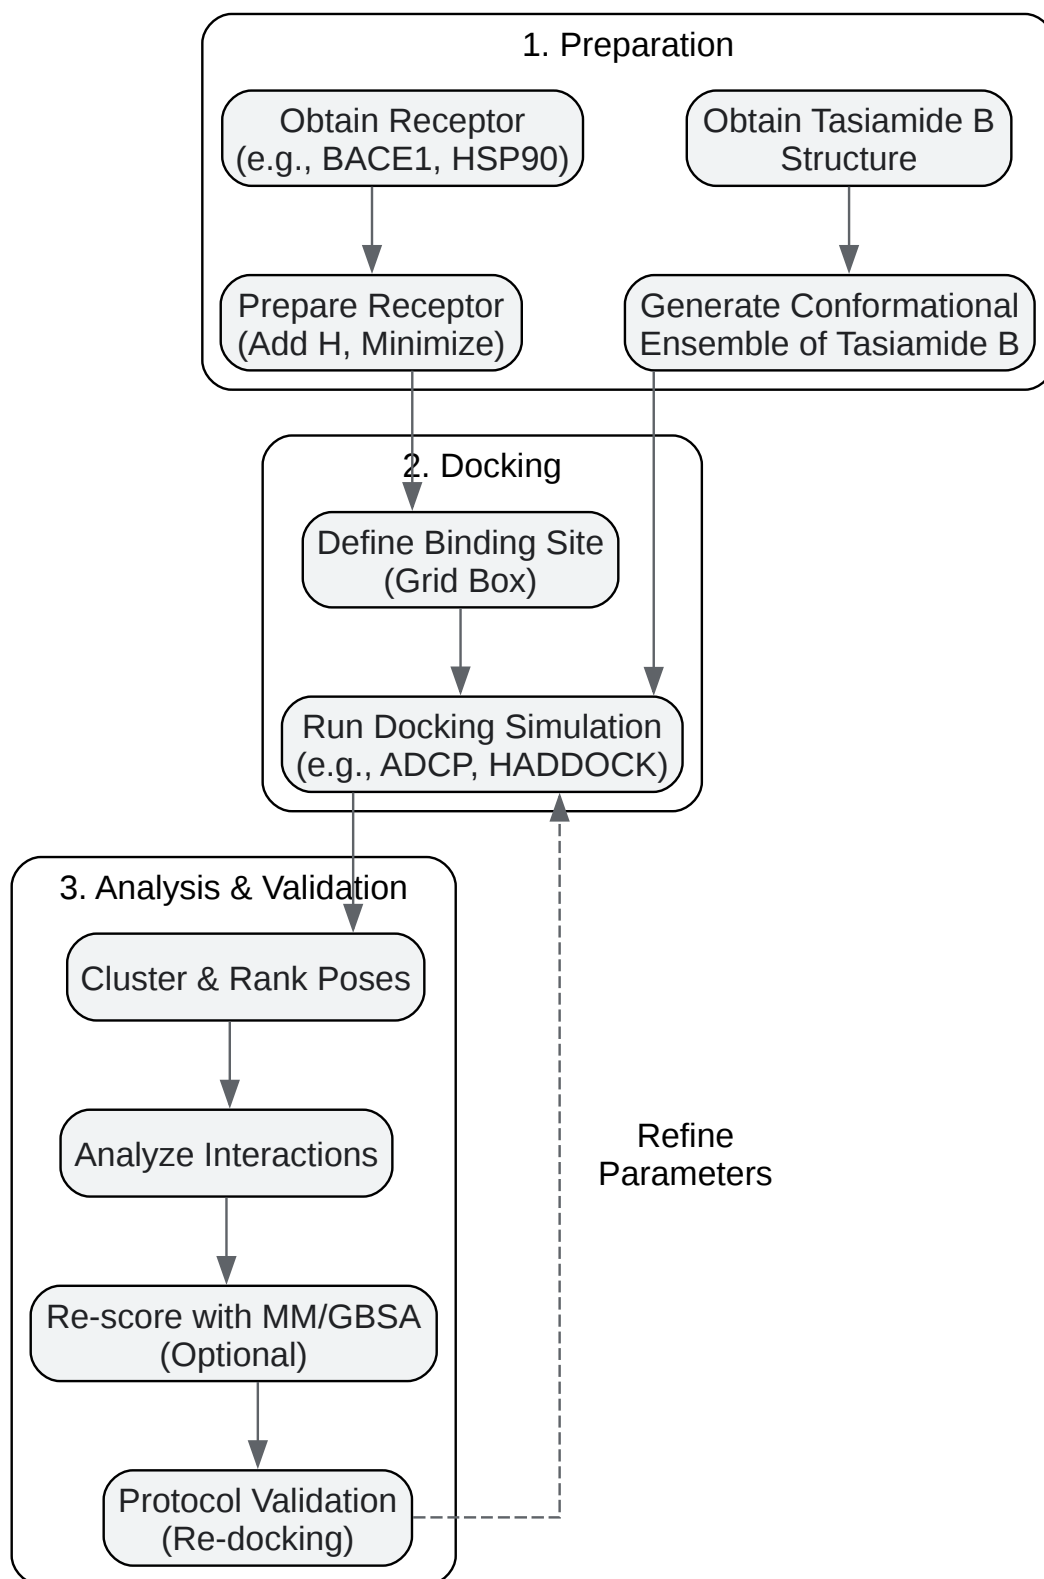 1. Preparation
Obtain Receptor
(e.g., BACE1, HSP90)
Obtain Tasiamide B
Structure
Prepare Receptor
(Add H, Minimize)
Generate Conformational
Ensemble of Tasiamide B
2. Docking
Define Binding Site
(Grid Box)
Run Docking Simulation
(e.g., ADCP, HADDOCK)
3. Analysis & Validation
Cluster & Rank Poses
Analyze Interactions
Refine
Parameters
Re-score with MM/GBSA
(Optional)
Protocol Validation
(Re-docking)